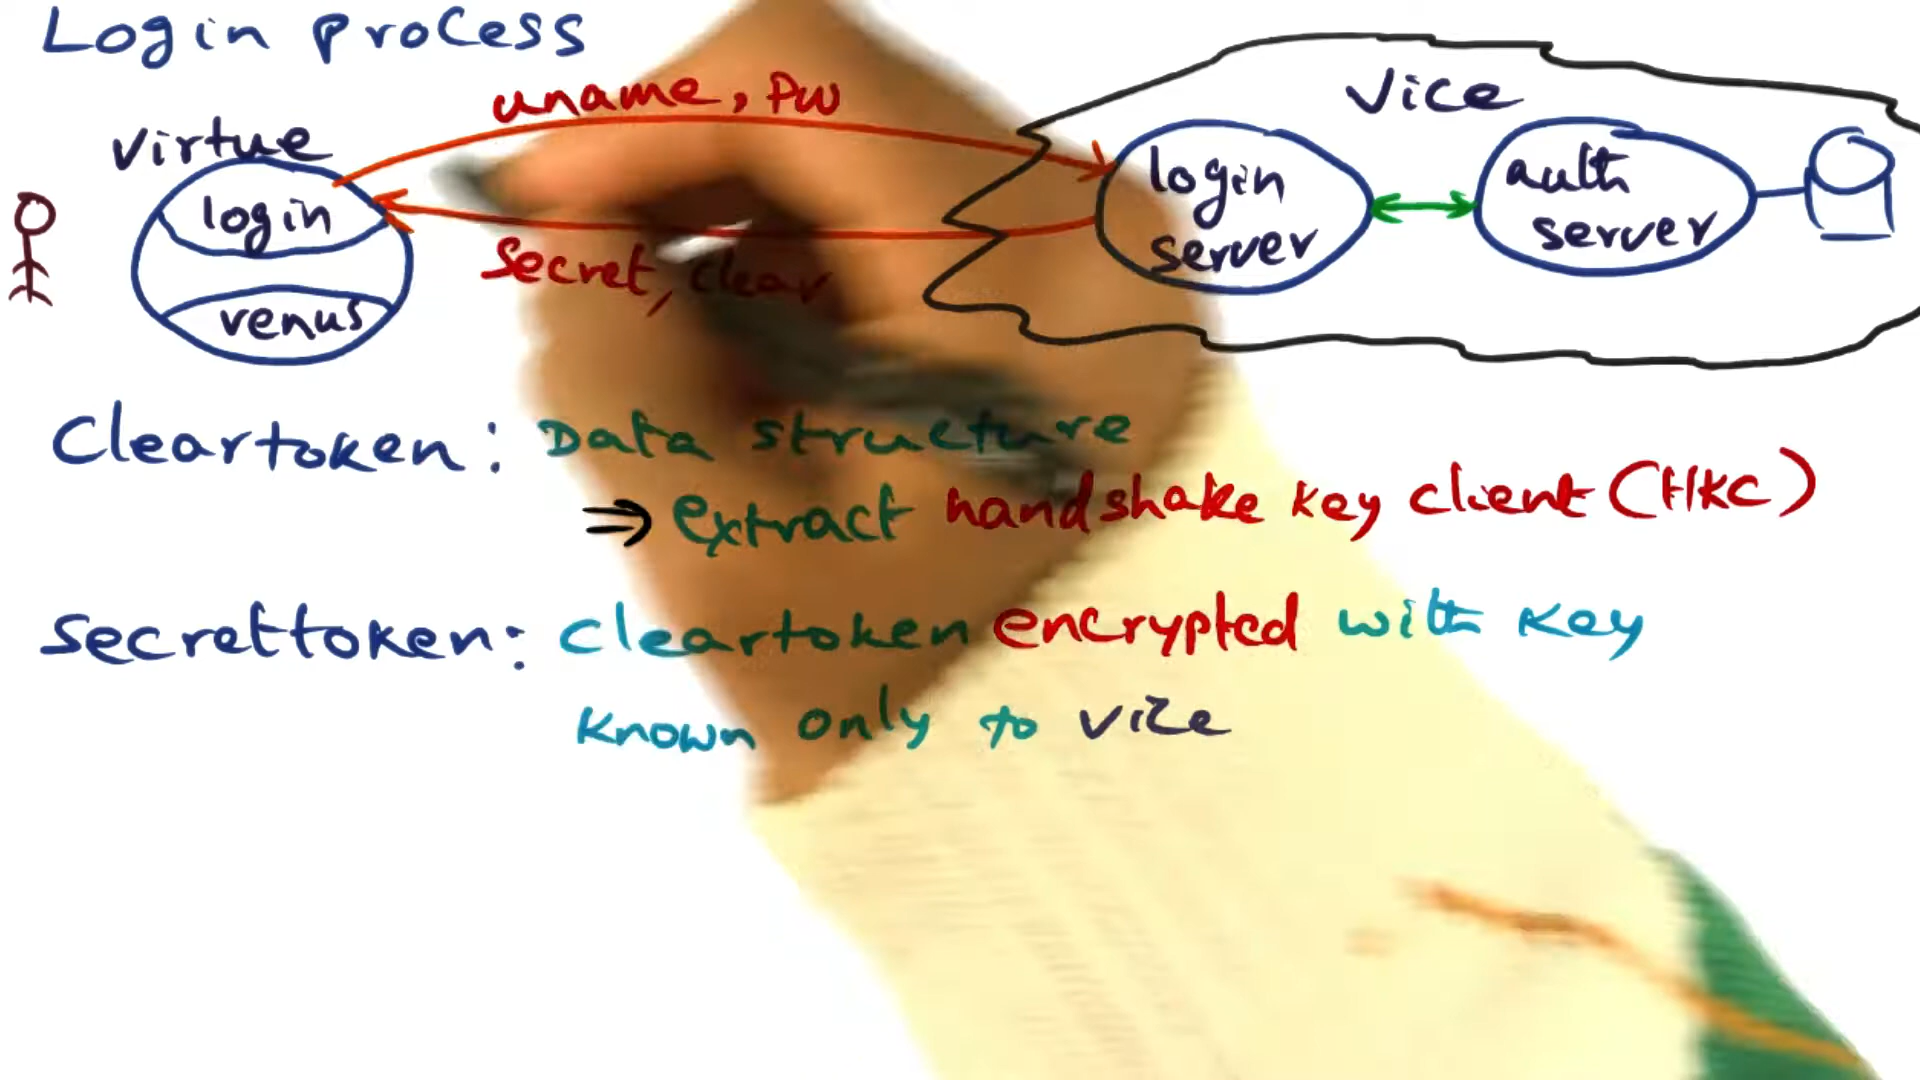 Login process
uname, pw
vice
virtue
login
login
server
auth
server
secret, clear
venus
Cleartoken: Data structure
⇒ extract handshake key client (HKC)
Secrettoken: cleartoken encrypted with key
known only to vice